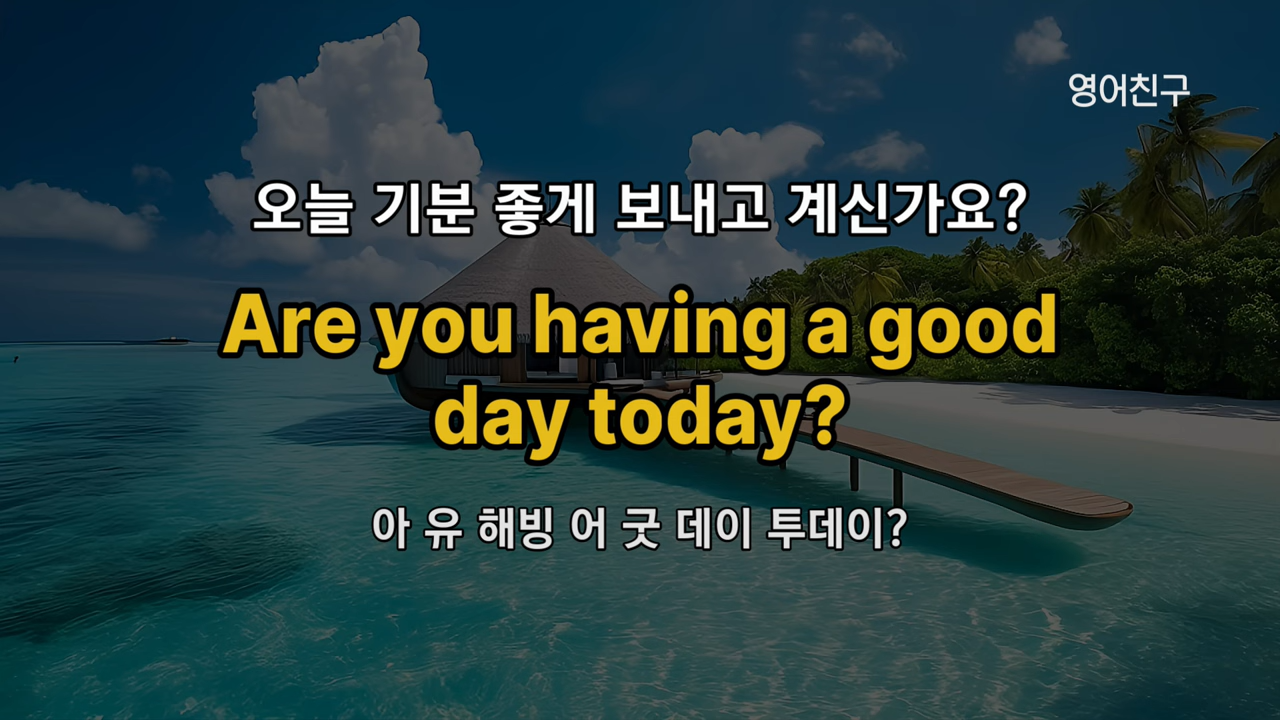 영어친구
오늘 기분 좋게 보내고 계신가요?
Are you having a good
day today?
아 유 해빙 어 굿 데이 투데이?